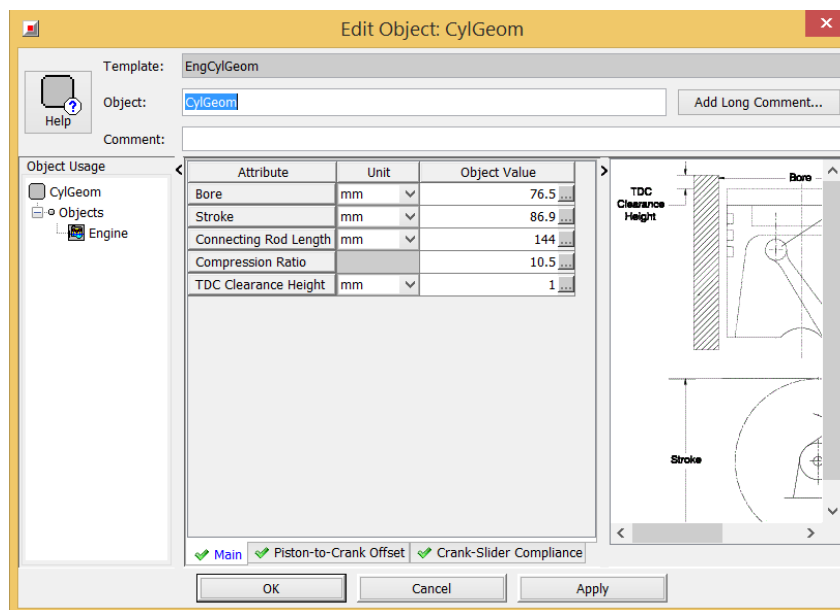 Edit Object: CylGeom
Template: EngCylGeom
Help
Object: CylGeom Add Long Comment...
Comment:
Object Usage
CylGeom
Objects
Engine
Attribute Unit Object Value
Bore mm 76.5 ...
Stroke mm 86.9 ...
Connecting Rod Length mm 144 ...
Compression Ratio 10.5 ...
TDC Clearance Height mm 1 ...
TDC
Clearance
Height
Bore
Stroke
Main Piston-to-Crank Offset Crank-Slider Compliance
OK Cancel Apply